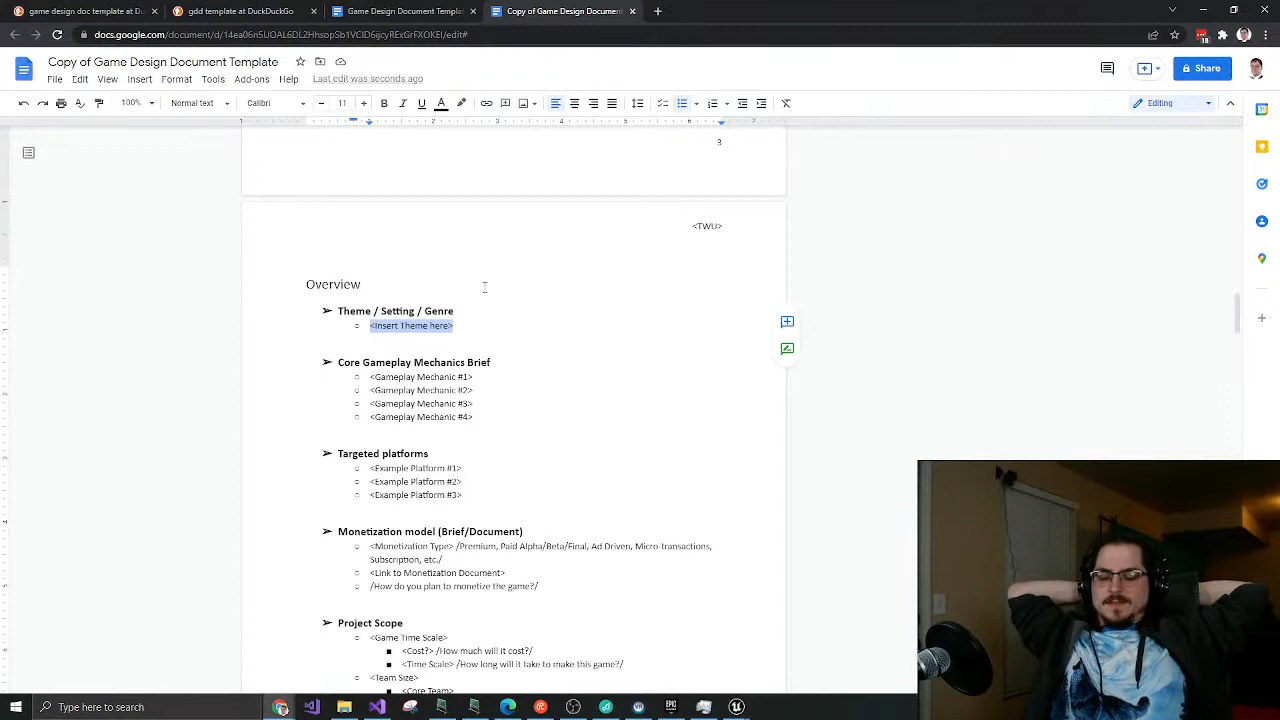 game design doc template at Du
gdd template at DuckDuckGo
Game Design Document Templat
Copy of Game Design Document
docs.google.com/document/d/14ea06n5UOAL6DHhsopSb1VCID6jjcyRExGrFXOKEI/edit#
Copy of Game Design Document Template
File Edit View Insert Format Tools Add-ons Help Last edit was seconds ago
Share
100% Normal text Calibri 11 Editing
3
<TWU>
Overview
➢ Theme / Setting / Genre
<Insert Theme here>
➢ Core Gameplay Mechanics Brief
<Gameplay Mechanic #1>
<Gameplay Mechanic #2>
<Gameplay Mechanic #3>
<Gameplay Mechanic #4>
➢ Targeted platforms
<Example Platform #1>
<Example Platform #2>
<Example Platform #3>
➢ Monetization model (Brief/Document)
<Monetization Type> /Premium, Paid Alpha/Beta/Final, Ad Driven, Micro-transactions,
Subscription, etc./
<Link to Monetization Document>
/How do you plan to monetize the game?/
➢ Project Scope
<Game Time Scale>
<Cost?> /How much will it cost?/
<Time Scale> /How long will it take to make this game?/
<Team Size>
<Core Team>
Type here to search